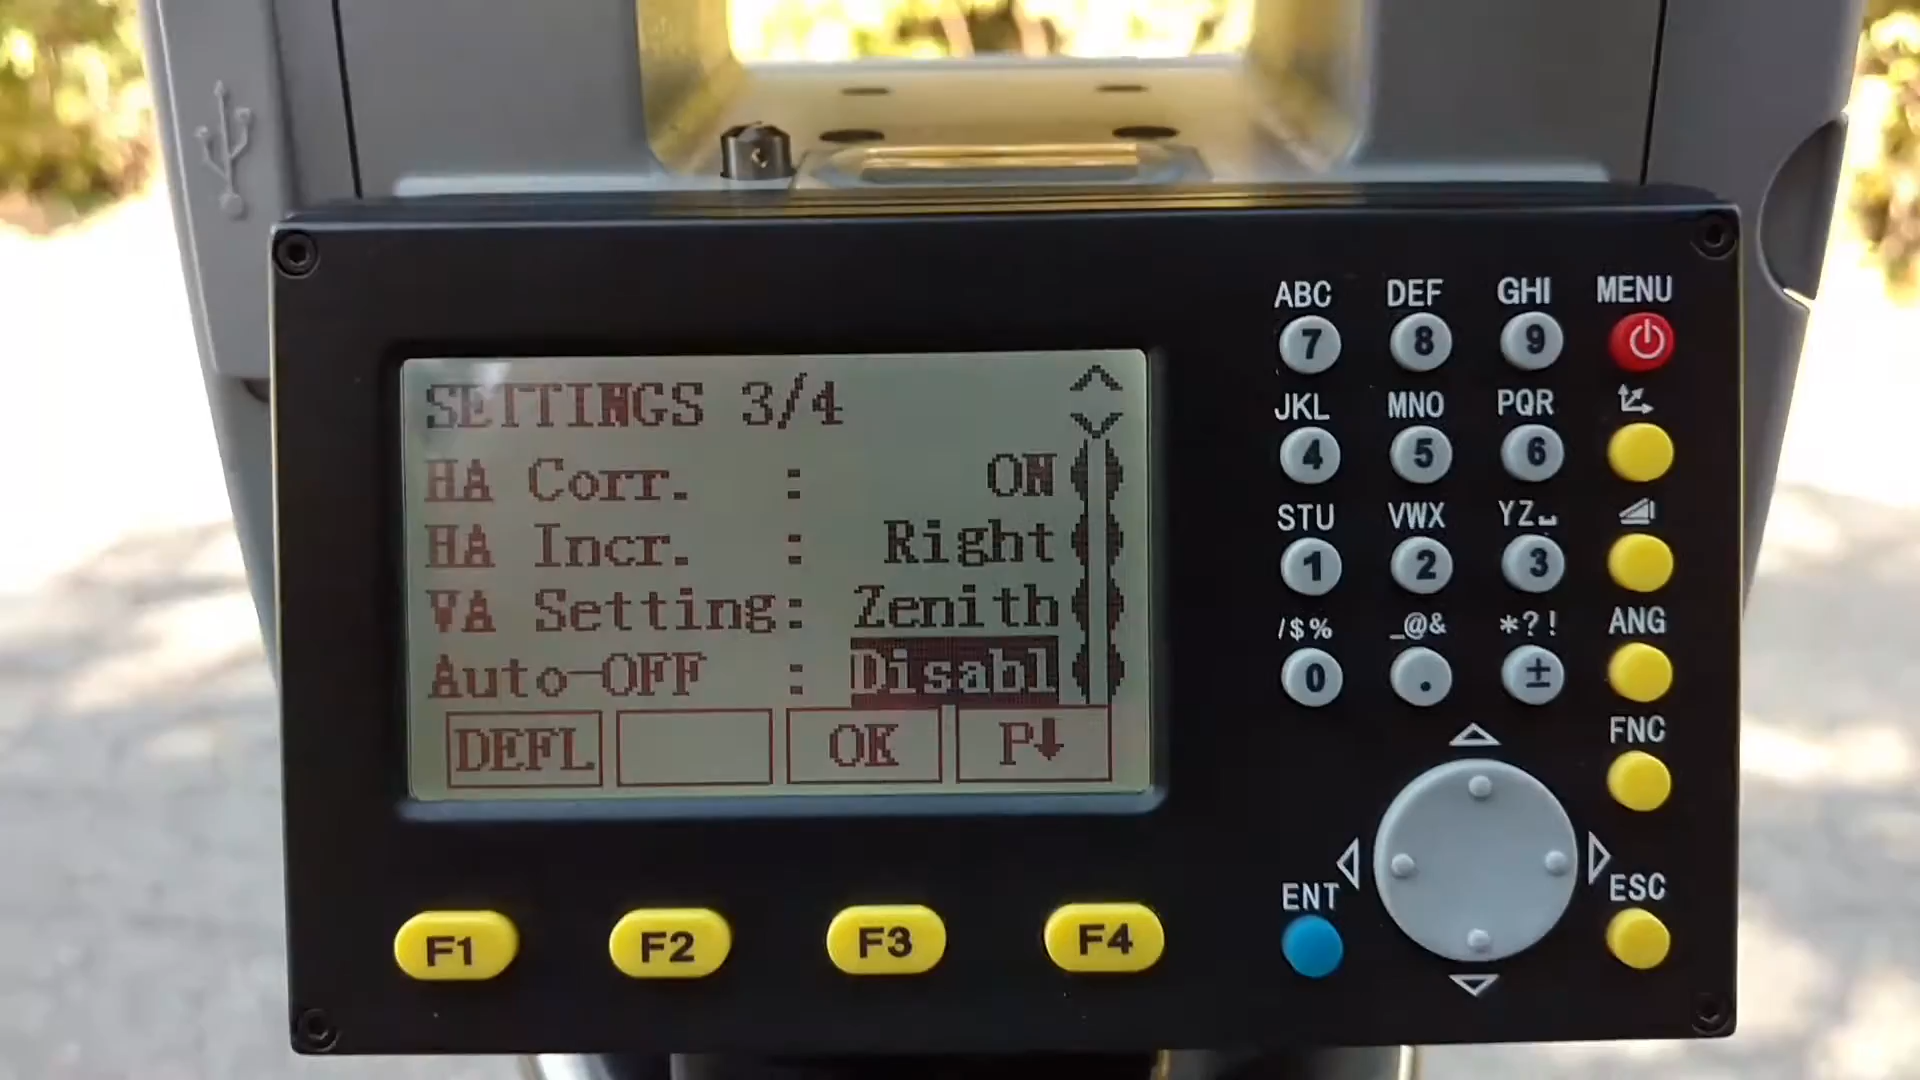 SETTINGS 3/4
HA Corr. : ON
HA Incr. : Right
VA Setting: Zenith
Auto-OFF : Disabl
DEFL OK P↓
F1 F2 F3 F4
ABC DEF GHI MENU
7 8 9
JKL MNO PQR
4 5 6
STU VWX YZ␣
1 2 3
/$% _@& *?! ANG
0 . ±
FNC
ENT ESC